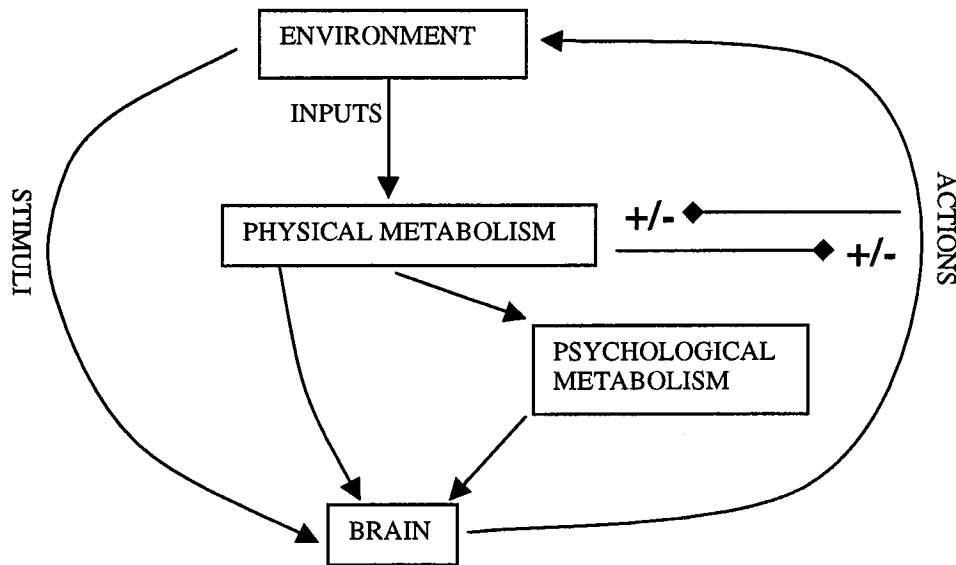 ENVIRONMENT
INPUTS
STIMULI
PHYSICAL METABOLISM
+/-
+/-
ACTIONS
PSYCHOLOGICAL
METABOLISM
BRAIN